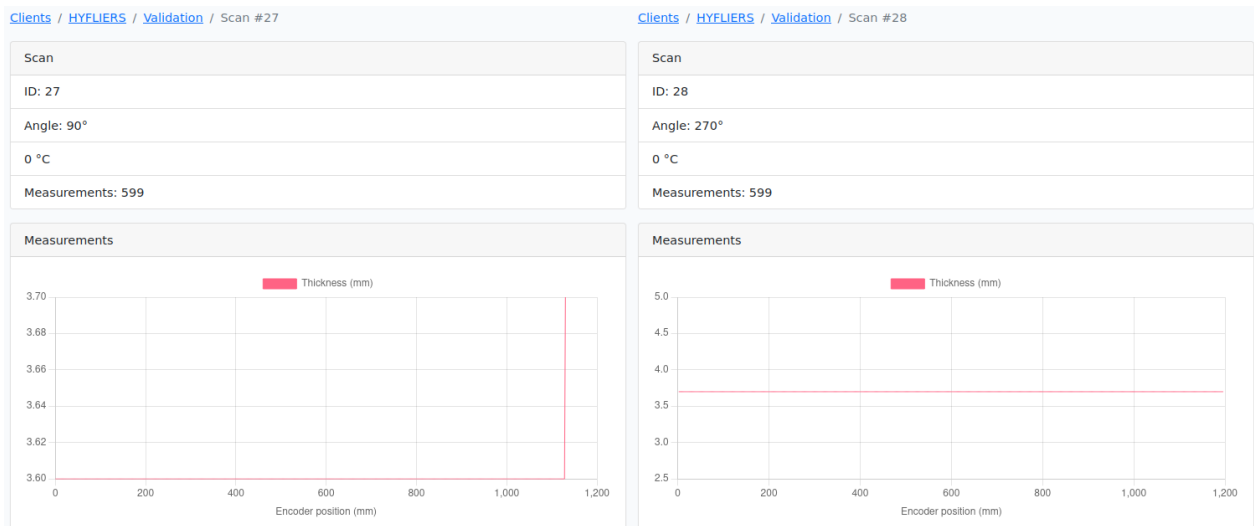 Clients / HYFLIERS / Validation / Scan #27
Scan
ID: 27
Angle: 90°
0 °C
Measurements: 599
Measurements
Thickness (mm)
3.70
3.68
3.66
3.64
3.62
3.60
0 200 400 600 800 1,000 1,200
Encoder position (mm)
Clients / HYFLIERS / Validation / Scan #28
Scan
ID: 28
Angle: 270°
0 °C
Measurements: 599
Measurements
Thickness (mm)
5.0
4.5
4.0
3.5
3.0
2.5
0 200 400 600 800 1,000 1,200
Encoder position (mm)